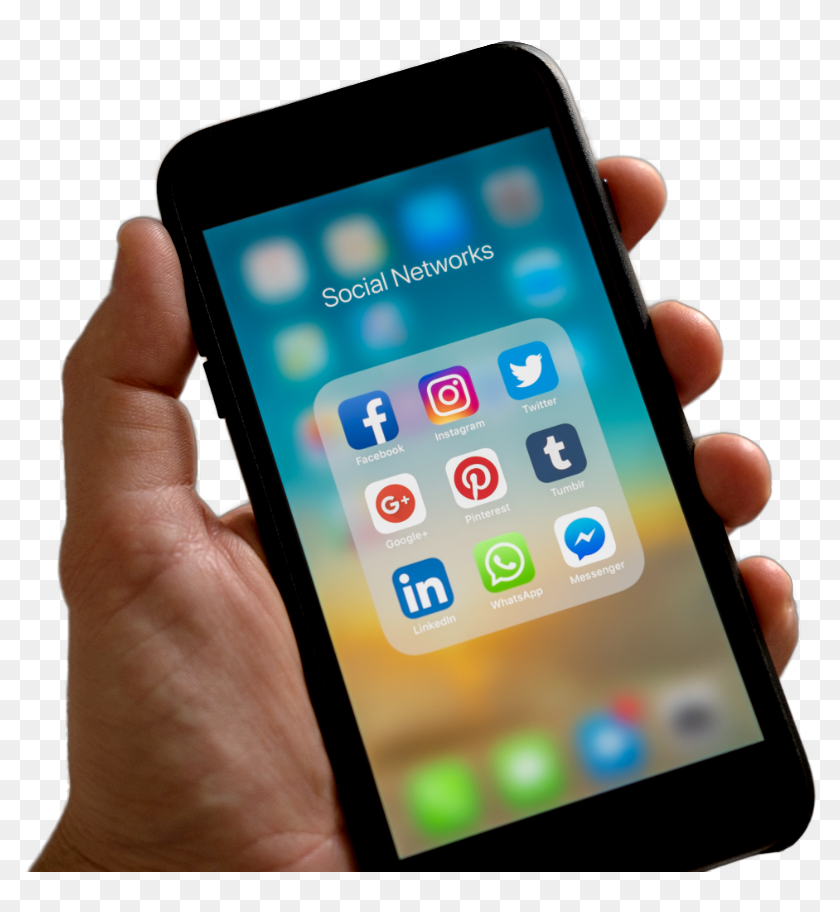 Social Networks
Facebook
Instagram
Twitter
Google+
Pinterest
Tumblr
LinkedIn
WhatsApp
Messenger